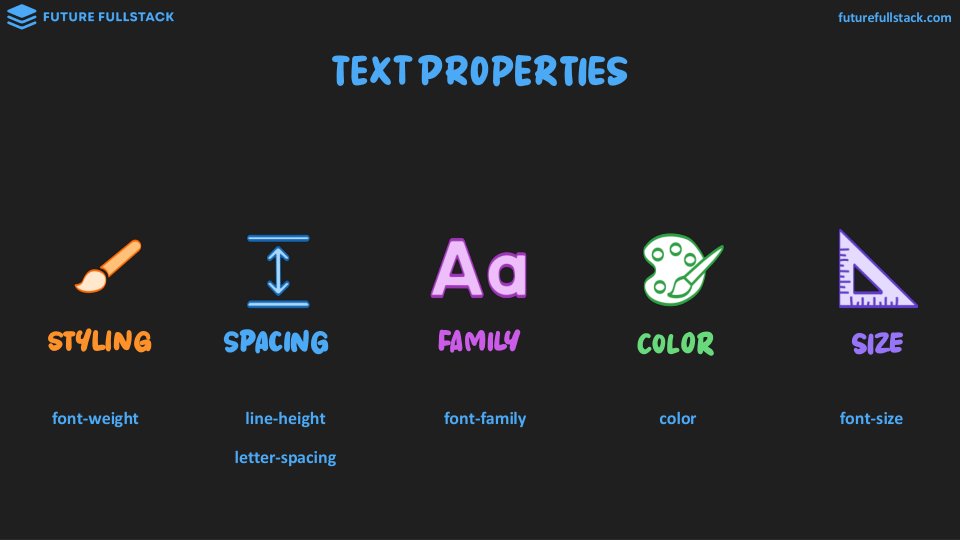 FUTURE FULLSTACK
futurefullstack.com
TEXT PROPERTIES
Aa
STYLING
SPACING
FAMILY
COLOR
SIZE
font-weight
line-height
font-family
color
font-size
letter-spacing